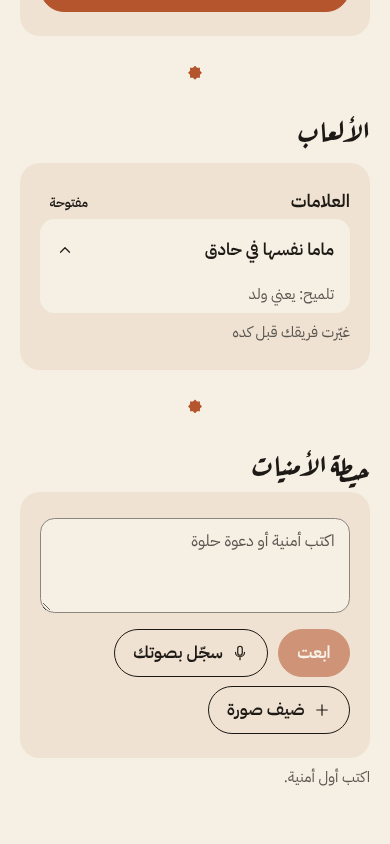 الألعاب
العلامات
مفتوحة
ماما نفسها في حادق
تلميح: يعني ولد
غيّرت فريقك قبل كده
حيطة الأمنيات
اكتب أمنية أو دعوة حلوة
ابعت
سجّل بصوتك
ضيف صورة
اكتب أول أمنية.